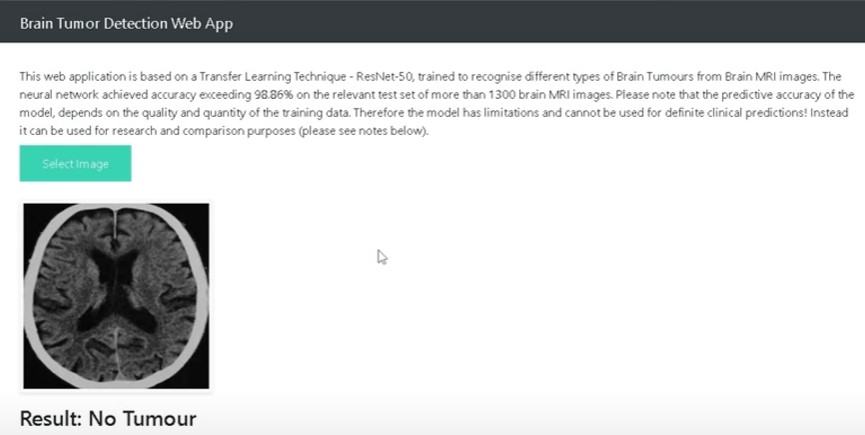 Brain Tumor Detection Web App
This web application is based on a Transfer Learning Technique - ResNet-50, trained to recognise different types of Brain Tumours from Brain MRI images. The
neural network achieved accuracy exceeding 98.86% on the relevant test set of more than 1300 brain MRI images. Please note that the predictive accuracy of the
model, depends on the quality and quantity of the training data. Therefore the model has limitations and cannot be used for definite clinical predictions! Instead
it can be used for research and comparison purposes (please see notes below).
Select Image
Result: No Tumour